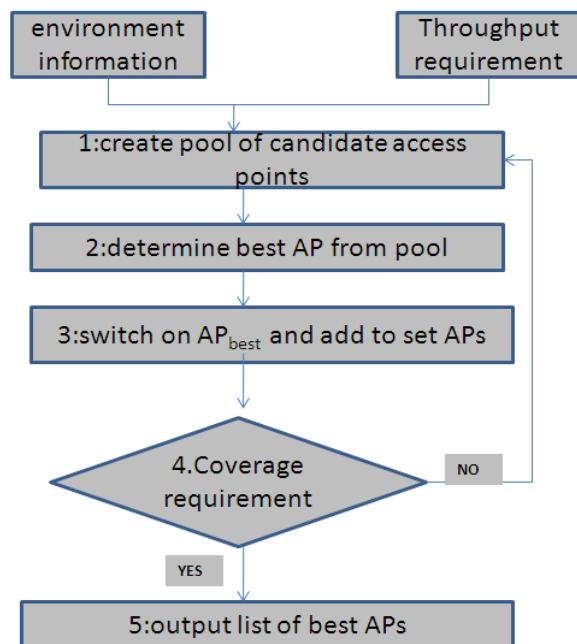 environment
information
Throughput
requirement
1:create pool of candidate access
points
2:determine best AP from pool
3:switch on APbest and add to set APs
4.Coverage
requirement
NO
YES
5:output list of best APs